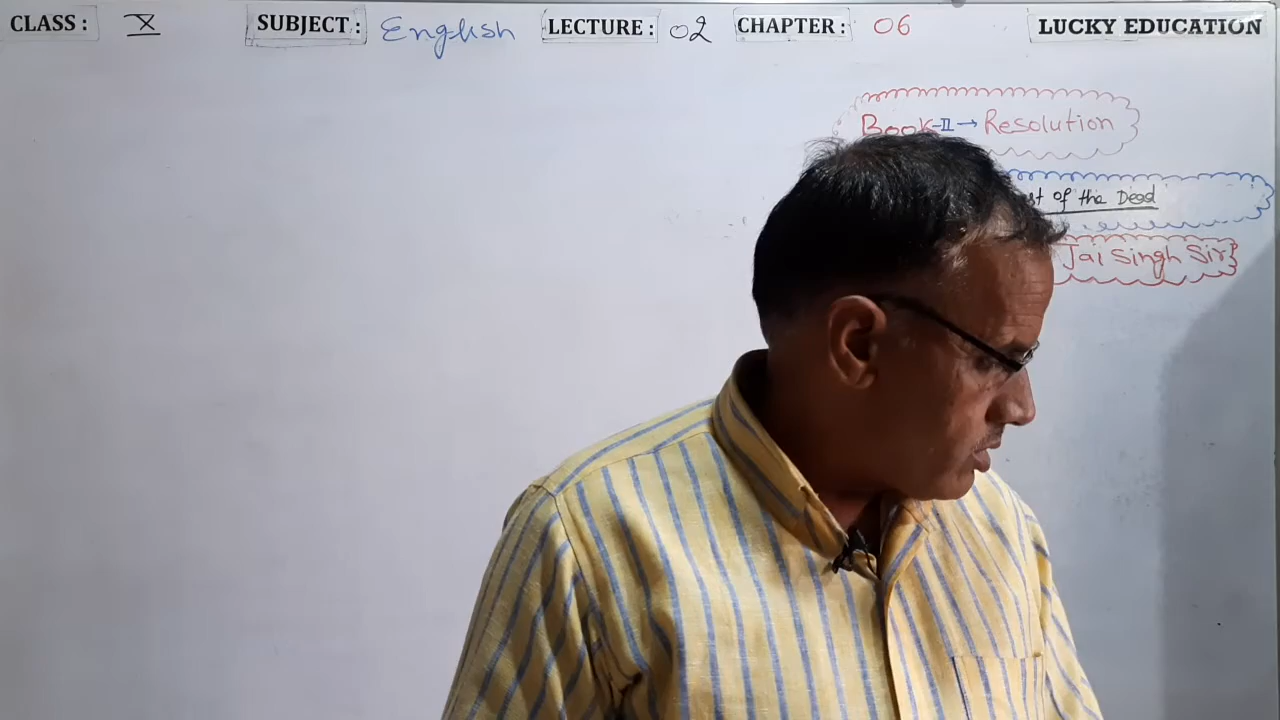 CLASS : X SUBJECT : English LECTURE : 02 CHAPTER : 06 LUCKY EDUCATION
Book-II → Resolution
of the Dead
Jai Singh Sir}